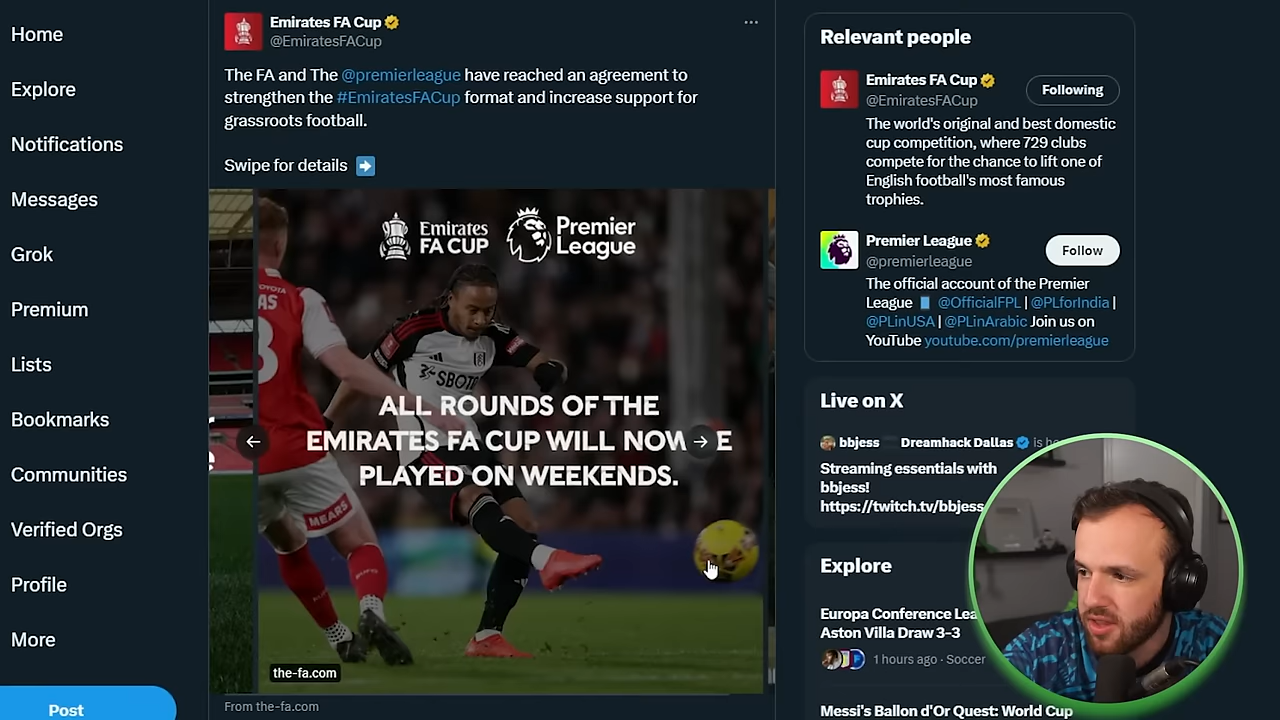 Home
Explore
Notifications
Messages
Grok
Premium
Lists
Bookmarks
Communities
Verified Orgs
Profile
More
Post
Emirates FA Cup
@EmiratesFACup
The FA and The @premierleague have reached an agreement to
strengthen the #EmiratesFACup format and increase support for
grassroots football.
Swipe for details
Emirates
FA CUP
Premier
League
AS
MEARS
SBOTO
ALL ROUNDS OF THE
EMIRATES FA CUP WILL NOW E
PLAYED ON WEEKENDS.
the-fa.com
From the-fa.com
Relevant people
Emirates FA Cup
@EmiratesFACup
Following
The world's original and best domestic
cup competition, where 729 clubs
compete for the chance to lift one of
English football's most famous
trophies.
Premier League
@premierleague
Follow
The official account of the Premier
League @OfficialFPL | @PLforIndia |
@PLinUSA | @PLinArabic Join us on
YouTube youtube.com/premierleague
Live on X
bbjess Dreamhack Dallas is
Streaming essentials with
bbjess!
https://twitch.tv/bbjess
Explore
Europa Conference Lea
Aston Villa Draw 3-3
1 hours ago · Soccer
Messi's Ballon d'Or Quest: World Cup